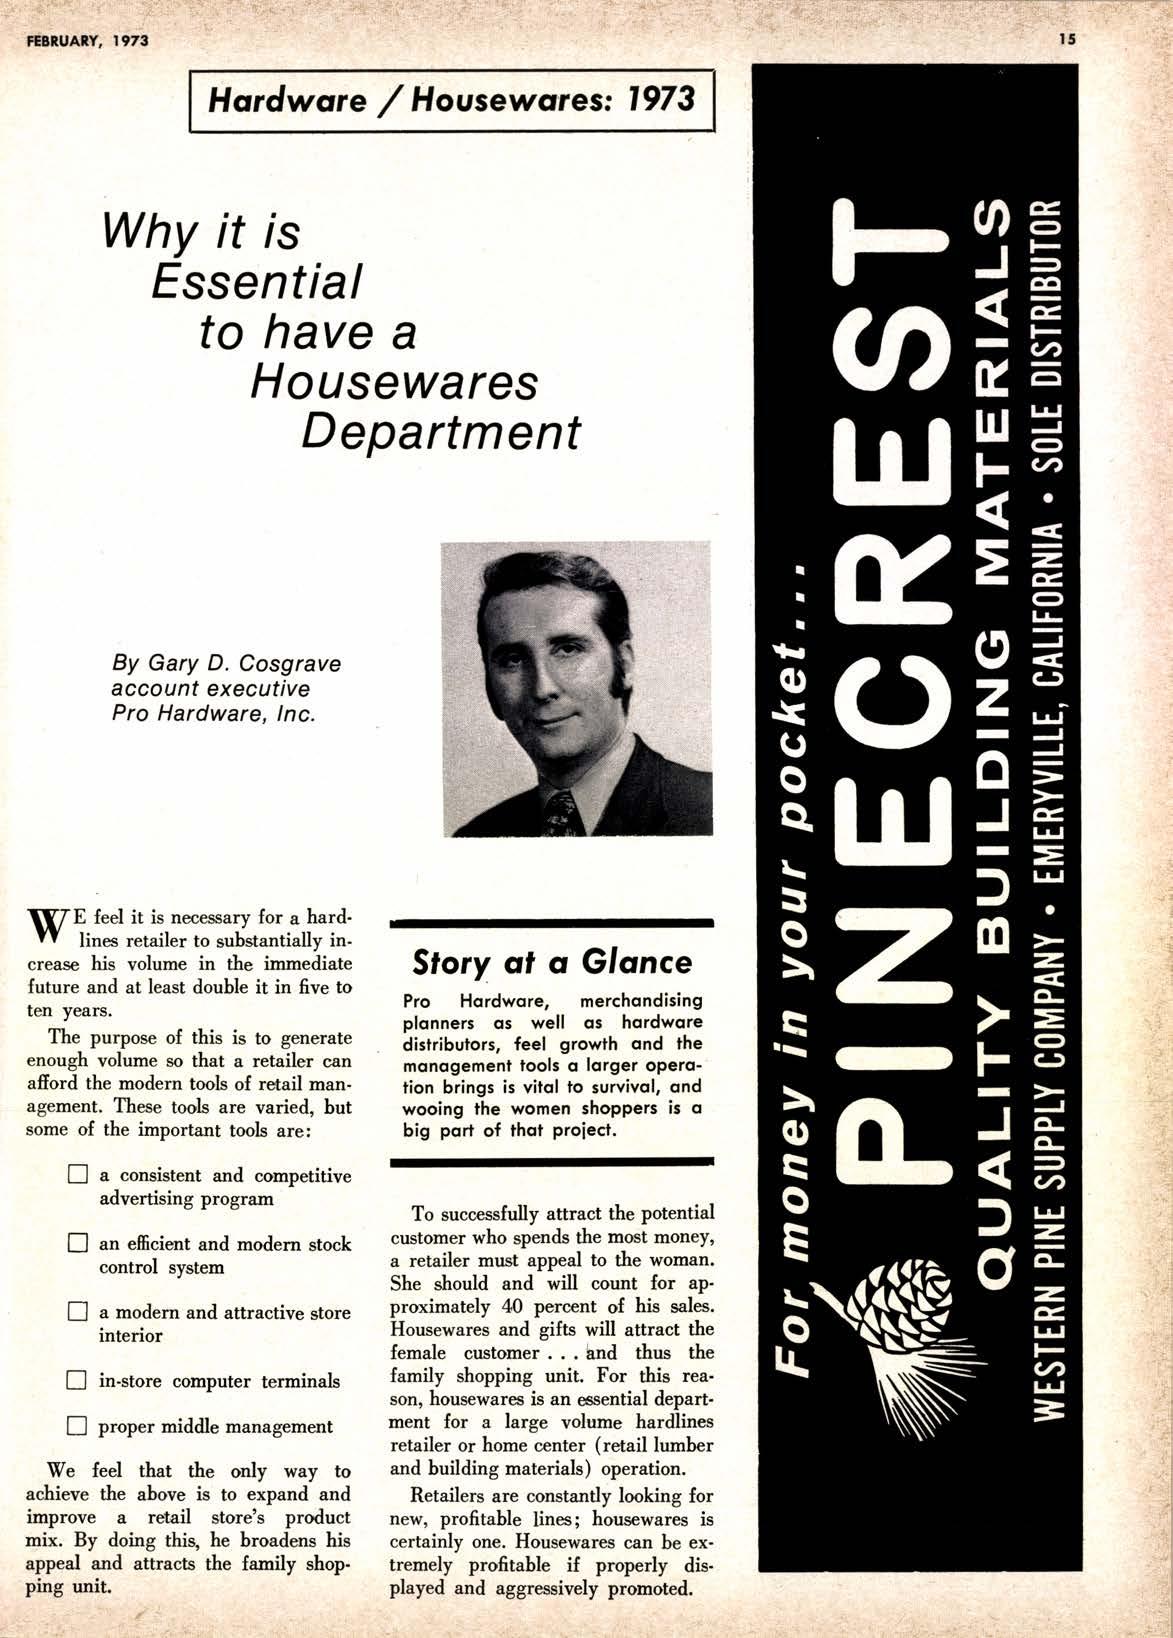 FEBRUARY, 1973
15
Hardware / Housewares: 1973
Why it is
Essential
to have a
Housewares
Department
By Gary D. Cosgrave
account executive
Pro Hardware, Inc.
WE feel it is necessary for a hard-
lines retailer to substantially in-
crease his volume in the immediate
future and at least double it in five to
ten years.
The purpose of this is to generate
enough volume so that a retailer can
afford the modern tools of retail man-
agement. These tools are varied, but
some of the important tools are:
☐ a consistent and competitive
advertising program
☐ an efficient and modern stock
control system
☐ a modern and attractive store
interior
☐ in-store computer terminals
☐ proper middle management
We feel that the only way to
achieve the above is to expand and
improve a retail store's product
mix. By doing this, he broadens his
appeal and attracts the family shop-
ping unit.
Story at a Glance
Pro Hardware, merchandising
planners as well as hardware
distributors, feel growth and the
management tools a larger opera-
tion brings is vital to survival, and
wooing the women shoppers is a
big part of that project.
To successfully attract the potential
customer who spends the most money,
a retailer must appeal to the woman.
She should and will count for ap-
proximately 40 percent of his sales.
Housewares and gifts will attract the
female customer . . . and thus the
family shopping unit. For this rea-
son, housewares is an essential depart-
ment for a large volume hardlines
retailer or home center (retail lumber
and building materials) operation.
Retailers are constantly looking for
new, profitable lines; housewares is
certainly one. Housewares can be ex-
tremely profitable if properly dis-
played and aggressively promoted.
For money in your pocket...
PINECREST
QUALITY BUILDING MATERIALS
WESTERN PINE SUPPLY COMPANY • EMERYVILLE, CALIFORNIA • SOLE DISTRIBUTOR